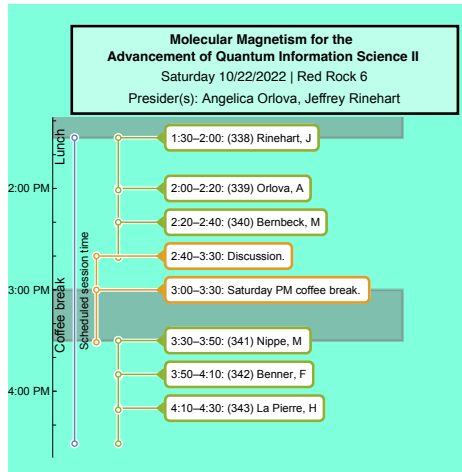 Molecular Magnetism for the
Advancement of Quantum Information Science II
Saturday 10/22/2022 | Red Rock 6
Presider(s): Angelica Orlova, Jeffrey Rinehart
Lunch
1:30–2:00: (338) Rinehart, J
2:00 PM
2:00–2:20: (339) Orlova, A
2:20–2:40: (340) Bernbeck, M
Scheduled session time
2:40–3:30: Discussion.
3:00 PM
3:00–3:30: Saturday PM coffee break.
Coffee break
3:30–3:50: (341) Nippe, M
3:50–4:10: (342) Benner, F
4:00 PM
4:10–4:30: (343) La Pierre, H